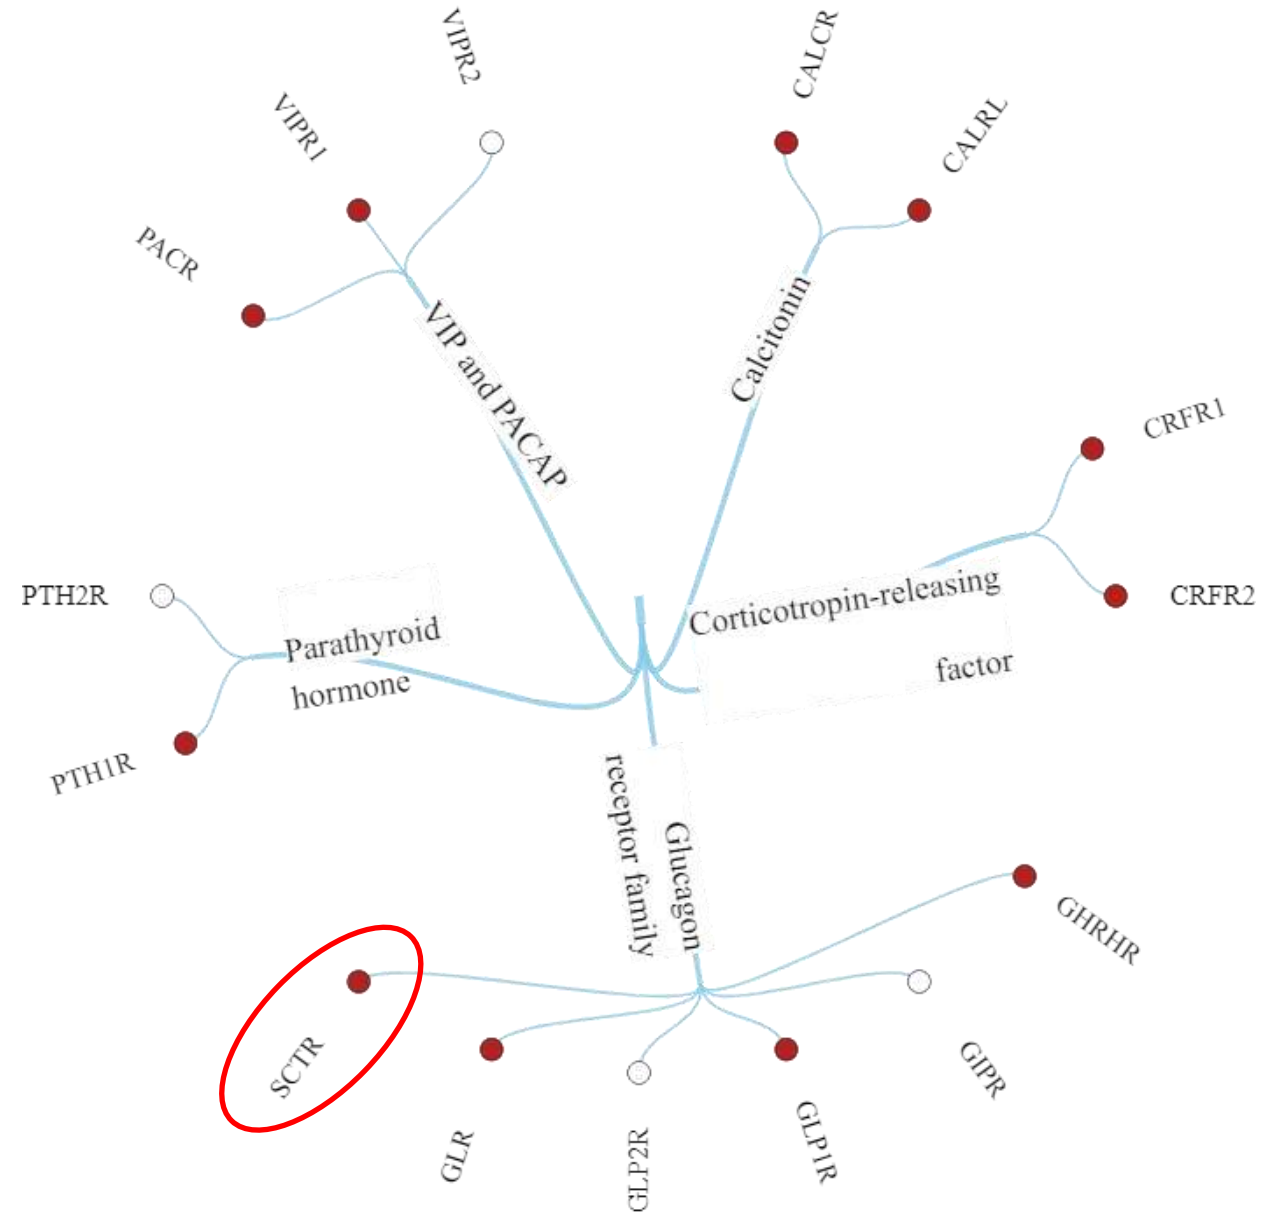 VIPR2
CALCR
VIPR1
CALRL
PACR
VIP and PACAP
Calcitonin
CRFR1
PTH2R
Parathyroid
hormone
Corticotropin-releasing
factor
CRFR2
PTH1R
Glucagon
receptor family
GHRHR
SCTR
GLR
GLP2R
GLP1R
GIPR